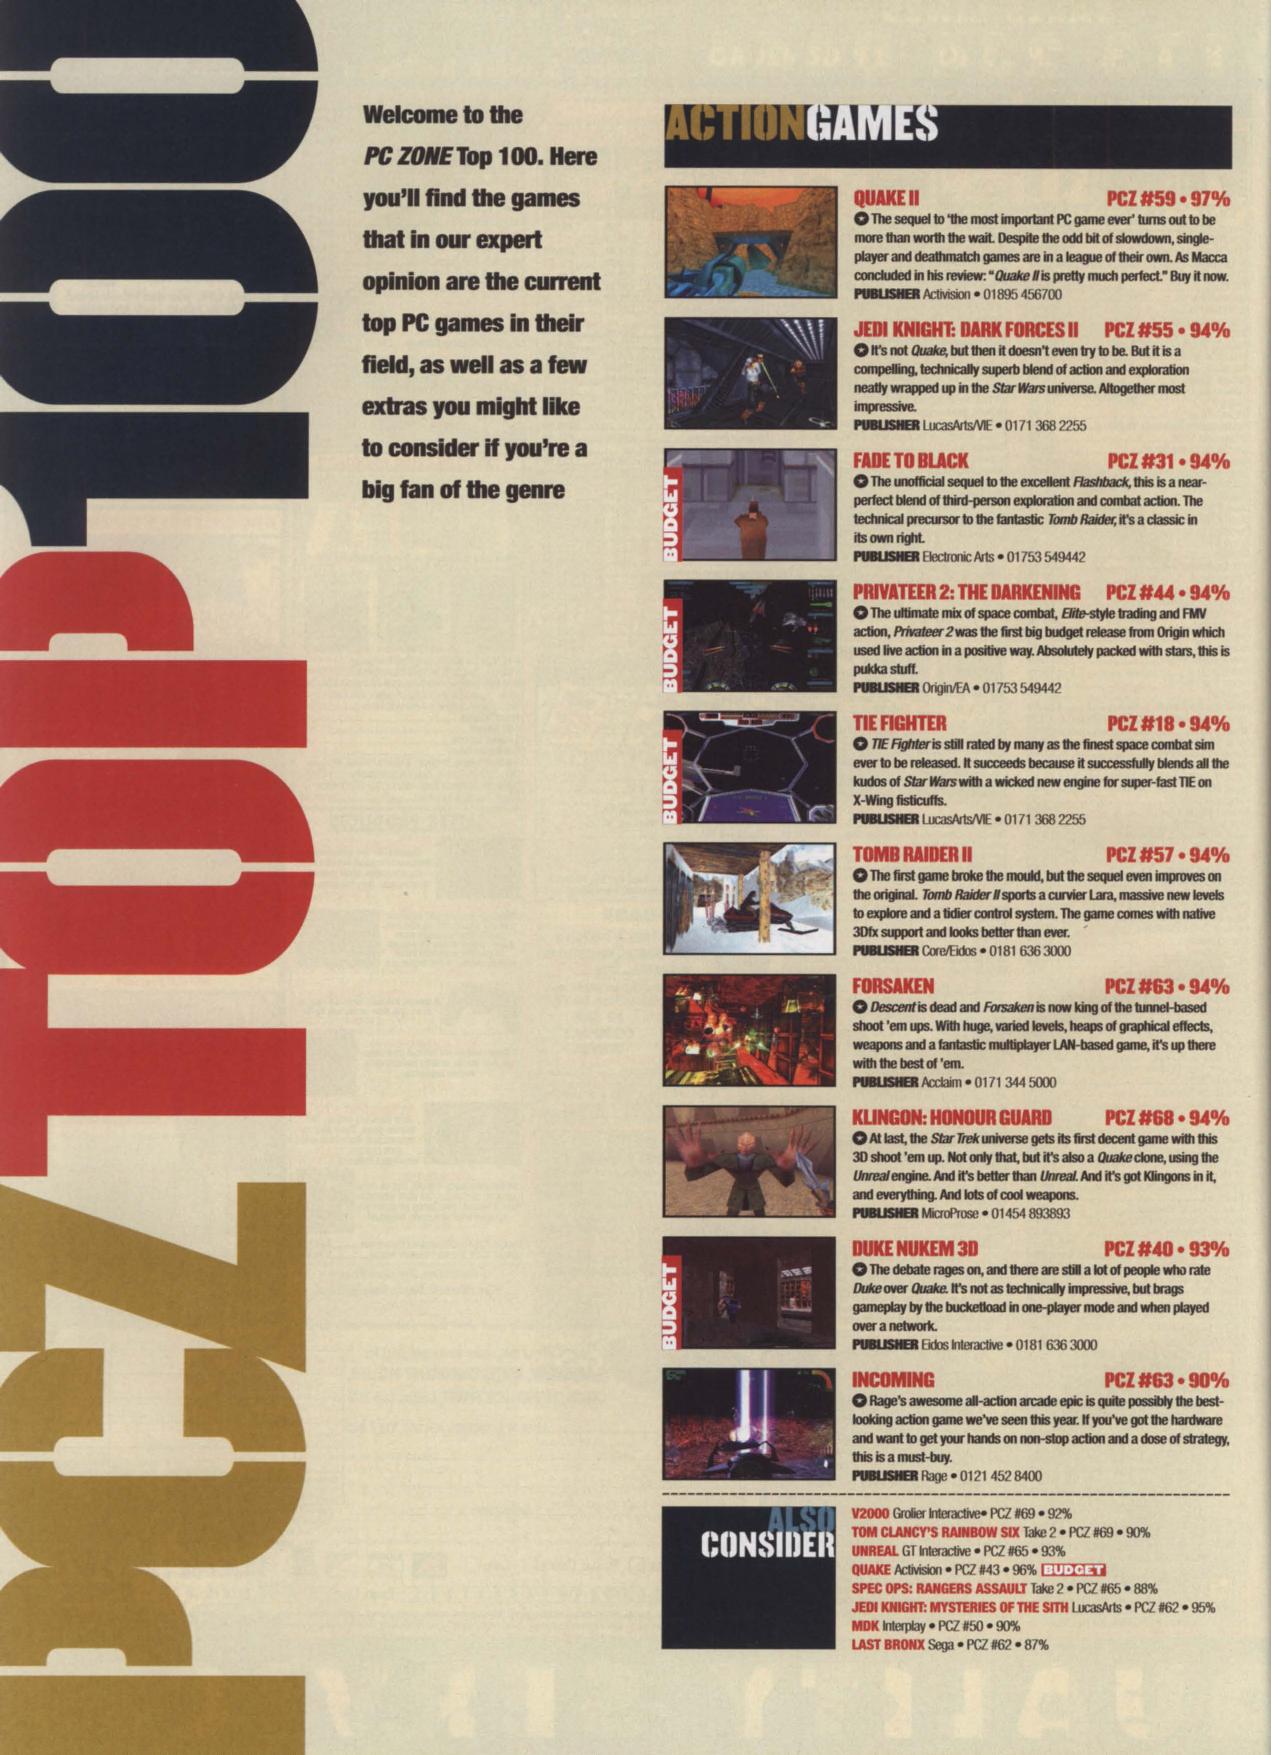 PCZ TOP 100
Welcome to the
PC ZONE Top 100. Here
you'll find the games
that in our expert
opinion are the current
top PC games in their
field, as well as a few
extras you might like
to consider if you're a
big fan of the genre
ACTIONGAMES
QUAKE II PCZ #59 • 97%
The sequel to 'the most important PC game ever' turns out to be
more than worth the wait. Despite the odd bit of slowdown, single-
player and deathmatch games are in a league of their own. As Macca
concluded in his review: "Quake II is pretty much perfect." Buy it now.
PUBLISHER Activision • 01895 456700
JEDI KNIGHT: DARK FORCES II PCZ #55 • 94%
It's not Quake, but then it doesn't even try to be. But it is a
compelling, technically superb blend of action and exploration
neatly wrapped up in the Star Wars universe. Altogether most
impressive.
PUBLISHER LucasArts/VIE • 0171 368 2255
BUDGET
FADE TO BLACK PCZ #31 • 94%
The unofficial sequel to the excellent Flashback, this is a near-
perfect blend of third-person exploration and combat action. The
technical precursor to the fantastic Tomb Raider, it's a classic in
its own right.
PUBLISHER Electronic Arts • 01753 549442
BUDGET
PRIVATEER 2: THE DARKENING PCZ #44 • 94%
The ultimate mix of space combat, Elite-style trading and FMV
action, Privateer 2 was the first big budget release from Origin which
used live action in a positive way. Absolutely packed with stars, this is
pukka stuff.
PUBLISHER Origin/EA • 01753 549442
BUDGET
TIE FIGHTER PCZ #18 • 94%
TIE Fighter is still rated by many as the finest space combat sim
ever to be released. It succeeds because it successfully blends all the
kudos of Star Wars with a wicked new engine for super-fast TIE on
X-Wing fisticuffs.
PUBLISHER LucasArts/VIE • 0171 368 2255
TOMB RAIDER II PCZ #57 • 94%
The first game broke the mould, but the sequel even improves on
the original. Tomb Raider II sports a curvier Lara, massive new levels
to explore and a tidier control system. The game comes with native
3Dfx support and looks better than ever.
PUBLISHER Core/Eidos • 0181 636 3000
FORSAKEN PCZ #63 • 94%
Descent is dead and Forsaken is now king of the tunnel-based
shoot 'em ups. With huge, varied levels, heaps of graphical effects,
weapons and a fantastic multiplayer LAN-based game, it's up there
with the best of 'em.
PUBLISHER Acclaim • 0171 344 5000
KLINGON: HONOUR GUARD PCZ #68 • 94%
At last, the Star Trek universe gets its first decent game with this
3D shoot 'em up. Not only that, but it's also a Quake clone, using the
Unreal engine. And it's better than Unreal. And it's got Klingons in it,
and everything. And lots of cool weapons.
PUBLISHER MicroProse • 01454 893893
BUDGET
DUKE NUKEM 3D PCZ #40 • 93%
The debate rages on, and there are still a lot of people who rate
Duke over Quake. It's not as technically impressive, but brags
gameplay by the bucketload in one-player mode and when played
over a network.
PUBLISHER Eidos Interactive • 0181 636 3000
INCOMING PCZ #63 • 90%
Rage's awesome all-action arcade epic is quite possibly the best-
looking action game we've seen this year. If you've got the hardware
and want to get your hands on non-stop action and a dose of strategy,
this is a must-buy.
PUBLISHER Rage • 0121 452 8400
ALSO
CONSIDER
V2000 Grolier Interactive• PCZ #69 • 92%
TOM CLANCY'S RAINBOW SIX Take 2 • PCZ #69 • 90%
UNREAL GT Interactive • PCZ #65 • 93%
QUAKE Activision • PCZ #43 • 96% BUDGET
SPEC OPS: RANGERS ASSAULT Take 2 • PCZ #65 • 88%
JEDI KNIGHT: MYSTERIES OF THE SITH LucasArts • PCZ #62 • 95%
MDK Interplay • PCZ #50 • 90%
LAST BRONX Sega • PCZ #62 • 87%